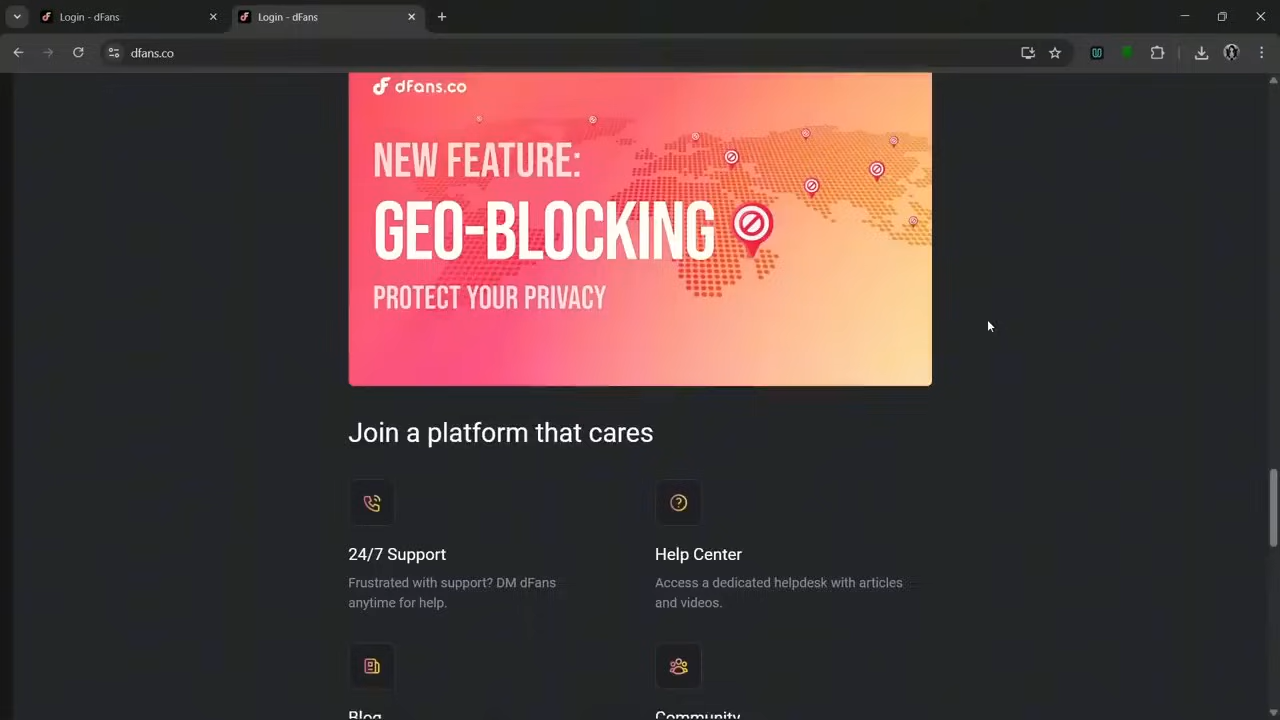 Login - dFans
Login - dFans
dfans.co
dFans.co
NEW FEATURE:
GEO-BLOCKING
PROTECT YOUR PRIVACY
Join a platform that cares
24/7 Support
Frustrated with support? DM dFans
anytime for help.
Help Center
Access a dedicated helpdesk with articles
and videos.
Blog
Community